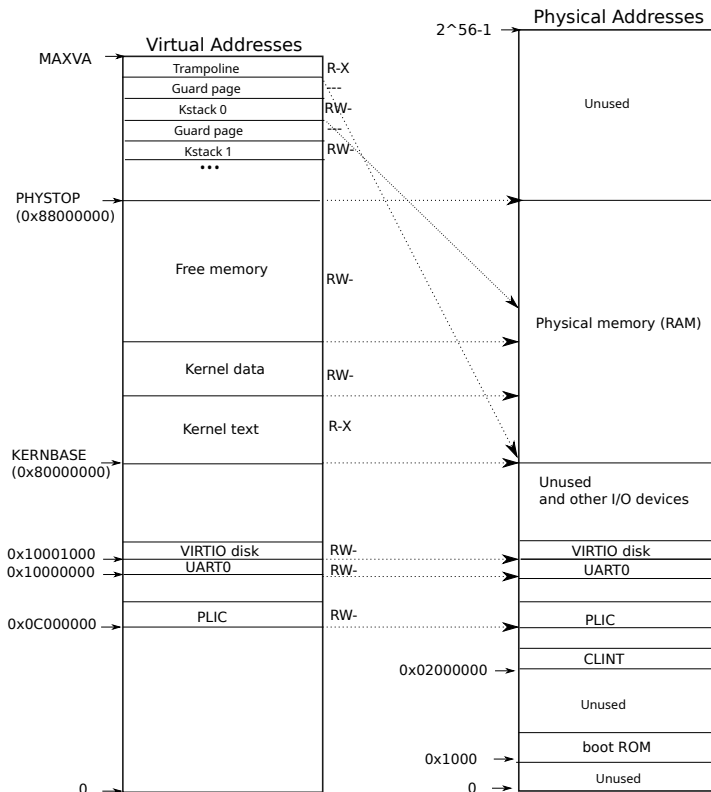 Physical Addresses
2^56-1
Virtual Addresses
MAXVA
Trampoline
R-X
Guard page
---
Unused
Kstack 0
RW-
Guard page
---
Kstack 1
RW-
...
PHYSTOP
(0x88000000)
Free memory
RW-
Physical memory (RAM)
Kernel data
RW-
Kernel text
R-X
KERNBASE
(0x80000000)
Unused
and other I/O devices
0x10001000
VIRTIO disk
RW-
VIRTIO disk
0x10000000
UART0
RW-
UART0
0x0C000000
PLIC
RW-
PLIC
CLINT
0x02000000
Unused
boot ROM
0x1000
Unused
0
0